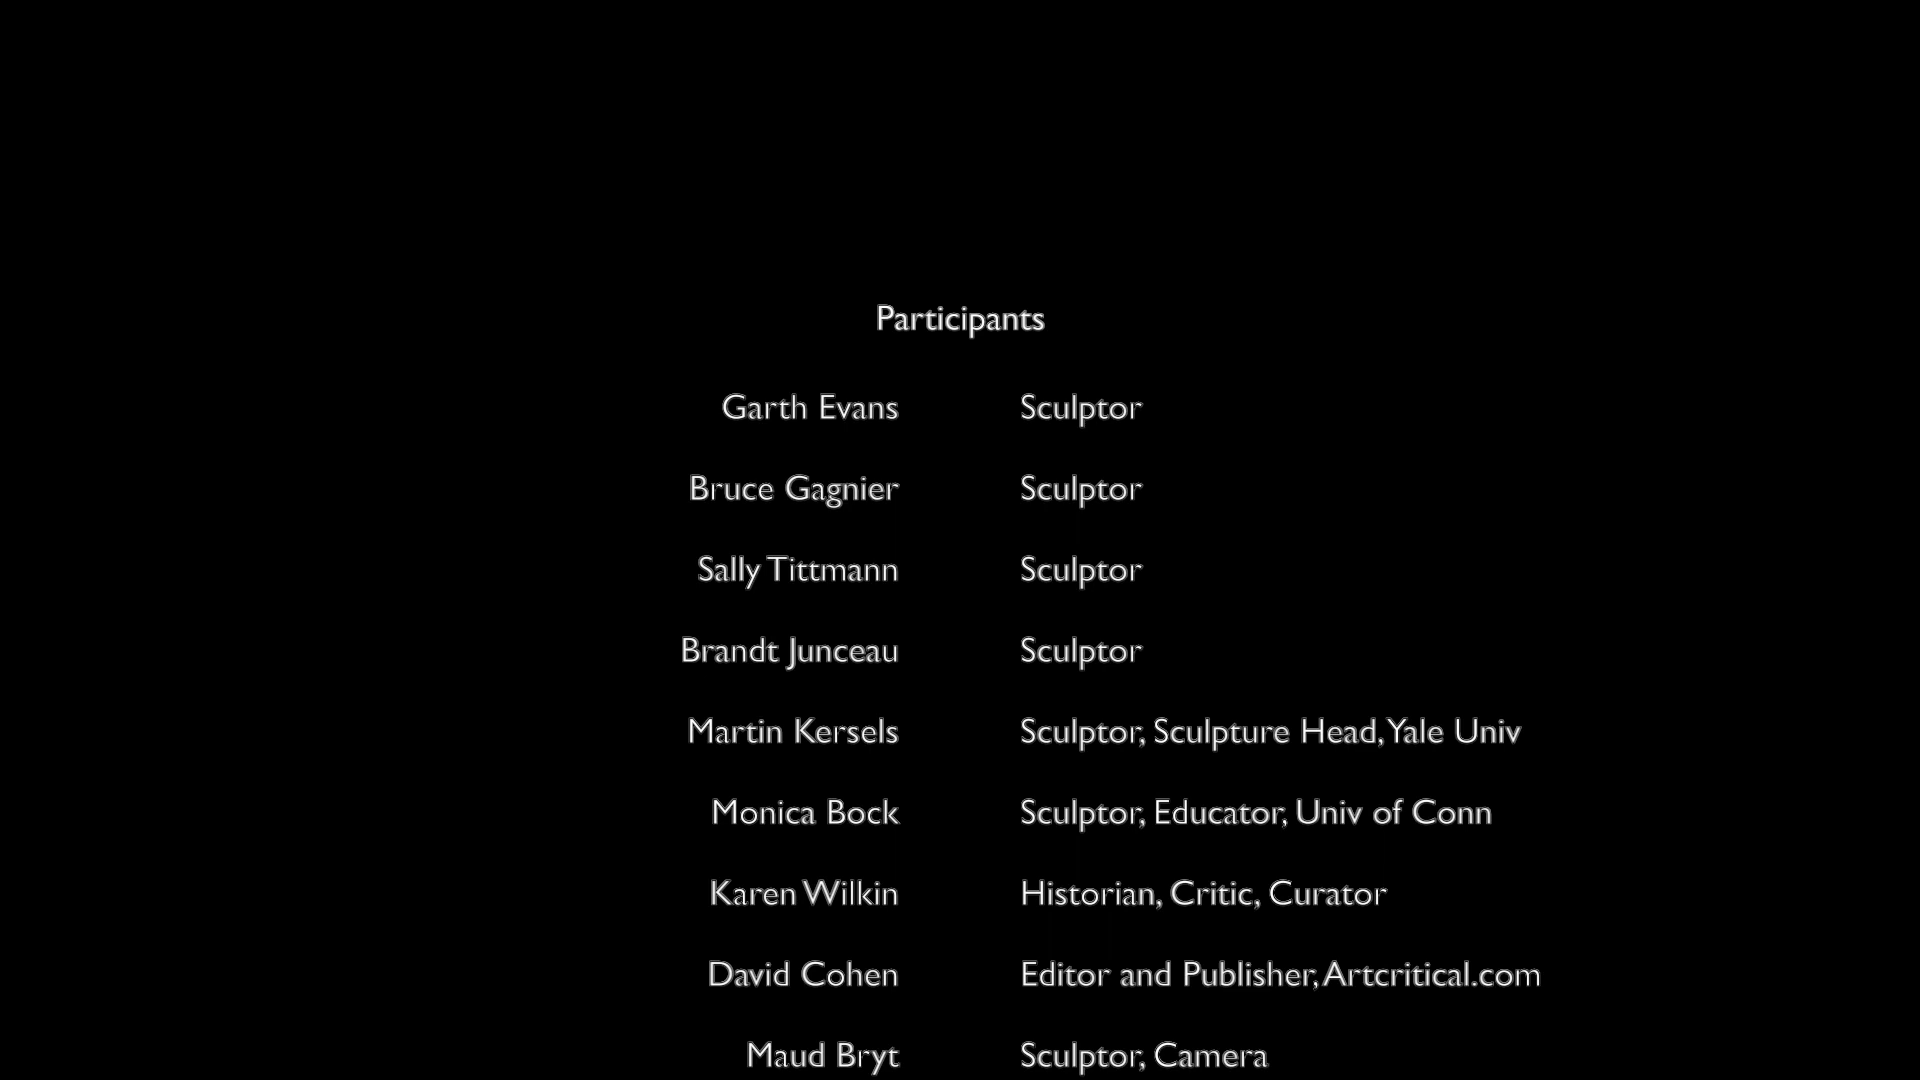 Participants
Garth Evans Sculptor
Bruce Gagnier Sculptor
Sally Tittmann Sculptor
Brandt Junceau Sculptor
Martin Kersels Sculptor, Sculpture Head, Yale Univ
Monica Bock Sculptor, Educator, Univ of Conn
Karen Wilkin Historian, Critic, Curator
David Cohen Editor and Publisher, Artcritical.com
Maud Bryt Sculptor, Camera